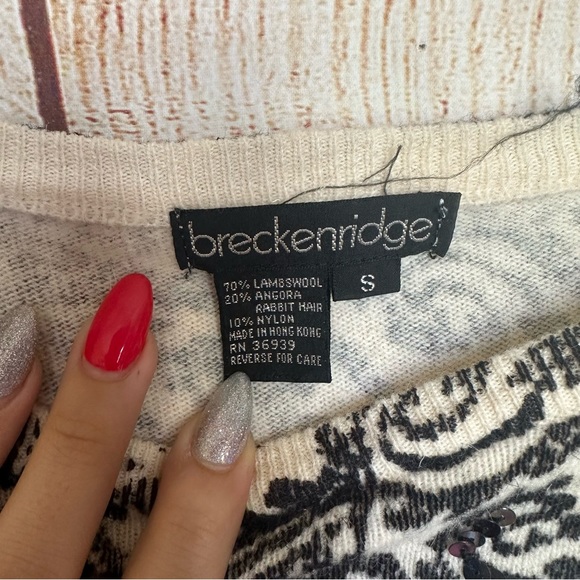 breckenridge
S
70% LAMBSWOOL
20% ANGORA
RABBIT HAIR
10% NYLON
MADE IN HONG KONG
RN 36939
REVERSE FOR CARE